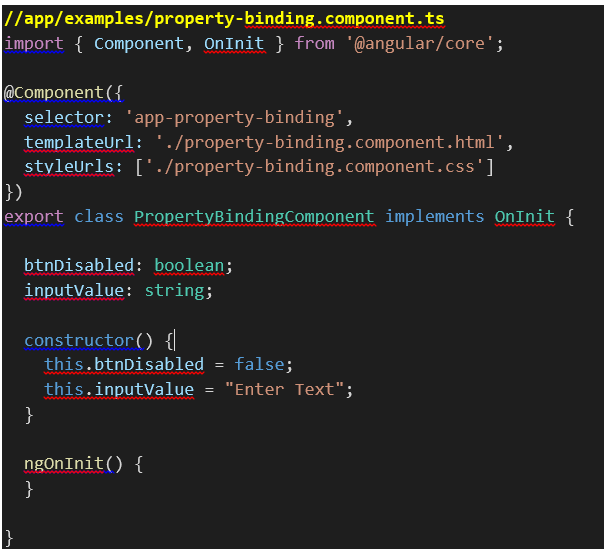 //app/examples/property-binding.component.ts
import { Component, OnInit } from '@angular/core';
@Component({
selector: 'app-property-binding',
templateUrl: './property-binding.component.html',
styleUrls: ['./property-binding.component.css']
})
export class PropertyBindingComponent implements OnInit {
btnDisabled: boolean;
inputValue: string;
constructor() {
this.btnDisabled = false;
this.inputValue = "Enter Text";
}
ngOnInit() {
}
}